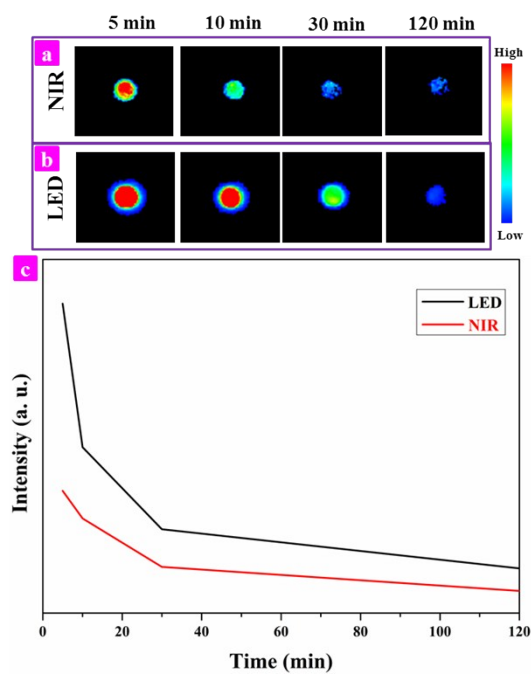 5 min 10 min 30 min 120 min
a
NIR
High
b
LED
Low
c
LED
NIR
Intensity (a. u.)
0 20 40 60 80 100 120
Time (min)